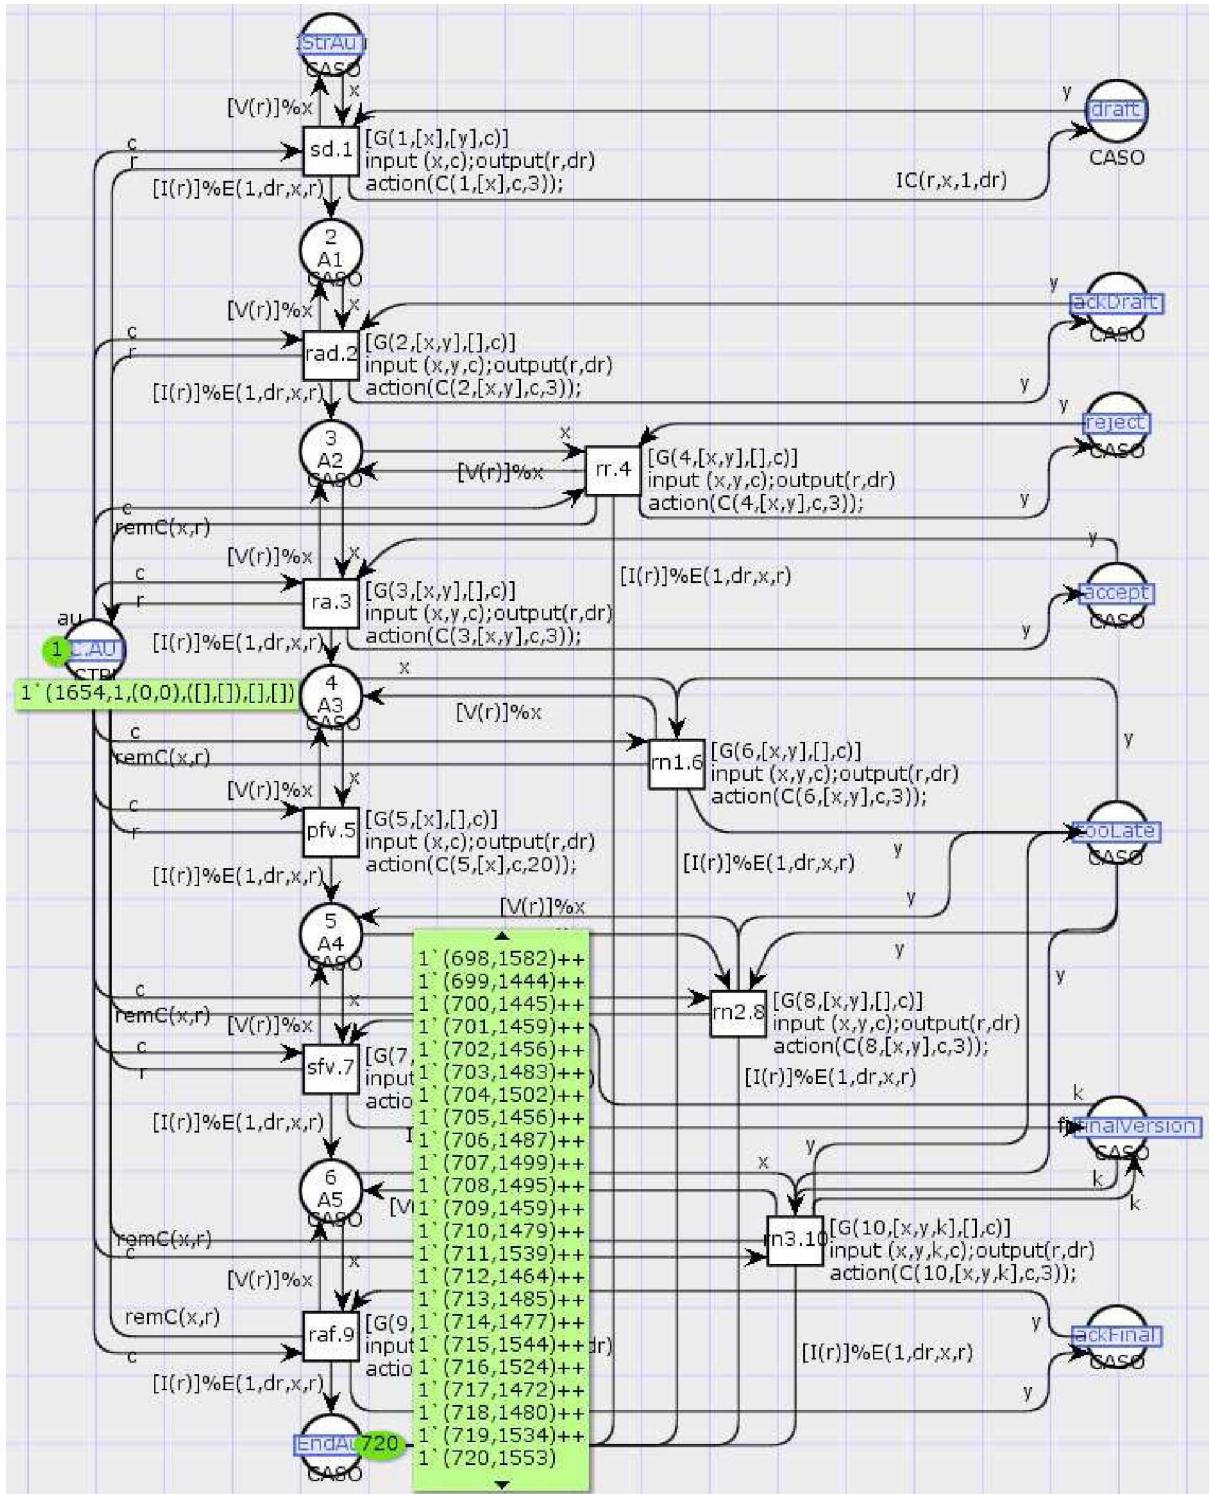 StrAu
CASO
[V(r)]%x
x
y
draft
CASO
c
r
sd.1
[G(1,[x],[y],c)]
input (x,c);output(r,dr)
action(C(1,[x],c,3));
[I(r)]%E(1,dr,x,r)
IC(r,x,1,dr)
2
A1
CASO
[V(r)]%x
x
y
ackDraft
CASO
c
r
rad.2
[G(2,[x,y],[],c)]
input (x,y,c);output(r,dr)
action(C(2,[x,y],c,3));
[I(r)]%E(1,dr,x,r)
y
3
A2
CASO
x
[V(r)]%x
y
reject
CASO
rr.4
[G(4,[x,y],[],c)]
input (x,y,c);output(r,dr)
action(C(4,[x,y],c,3));
y
c
remC(x,r)
[V(r)]%x
x
y
[I(r)]%E(1,dr,x,r)
c
r
ra.3
[G(3,[x,y],[],c)]
input (x,y,c);output(r,dr)
action(C(3,[x,y],c,3));
accept
CASO
y
au
1
C.AU
[I(r)]%E(1,dr,x,r)
1`(1654,1,(0,0),([],[]),[],[])
4
A3
CASO
x
[V(r)]%x
c
remC(x,r)
rn1.6
[G(6,[x,y],[],c)]
input (x,y,c);output(r,dr)
action(C(6,[x,y],c,3));
y
[V(r)]%x
x
c
r
pfv.5
[G(5,[x],[],c)]
input (x,c);output(r,dr)
action(C(5,[x],c,20));
[I(r)]%E(1,dr,x,r)
y
tooLate
CASO
[I(r)]%E(1,dr,x,r)
5
A4
CASO
[V(r)]%x
y
y
y
c
remC(x,r)
rn2.8
[G(8,[x,y],[],c)]
input (x,y,c);output(r,dr)
action(C(8,[x,y],c,3));
[V(r)]%x
x
c
r
sfv.7
[G(7,
input
actio
[I(r)]%E(1,dr,x,r)
[I(r)]%E(1,dr,x,r)
k
finalVersion
CASO
6
A5
CASO
x
y
k
k
remC(x,r)
c
rn3.10
[G(10,[x,y,k],[],c)]
input (x,y,k,c);output(r,dr)
action(C(10,[x,y,k],c,3));
[V(r)]%x
x
remC(x,r)
c
raf.9
[G(9,
input
dr)
actio
[I(r)]%E(1,dr,x,r)
[I(r)]%E(1,dr,x,r)
y
ackFinal
CASO
y
EndAu
720
CASO
1`(698,1582)++
1`(699,1444)++
1`(700,1445)++
1`(701,1459)++
1`(702,1456)++
1`(703,1483)++
1`(704,1502)++
1`(705,1456)++
1`(706,1487)++
1`(707,1499)++
1`(708,1495)++
1`(709,1459)++
1`(710,1479)++
1`(711,1539)++
1`(712,1464)++
1`(713,1485)++
1`(714,1477)++
1`(715,1544)++
1`(716,1524)++
1`(717,1472)++
1`(718,1480)++
1`(719,1534)++
1`(720,1553)